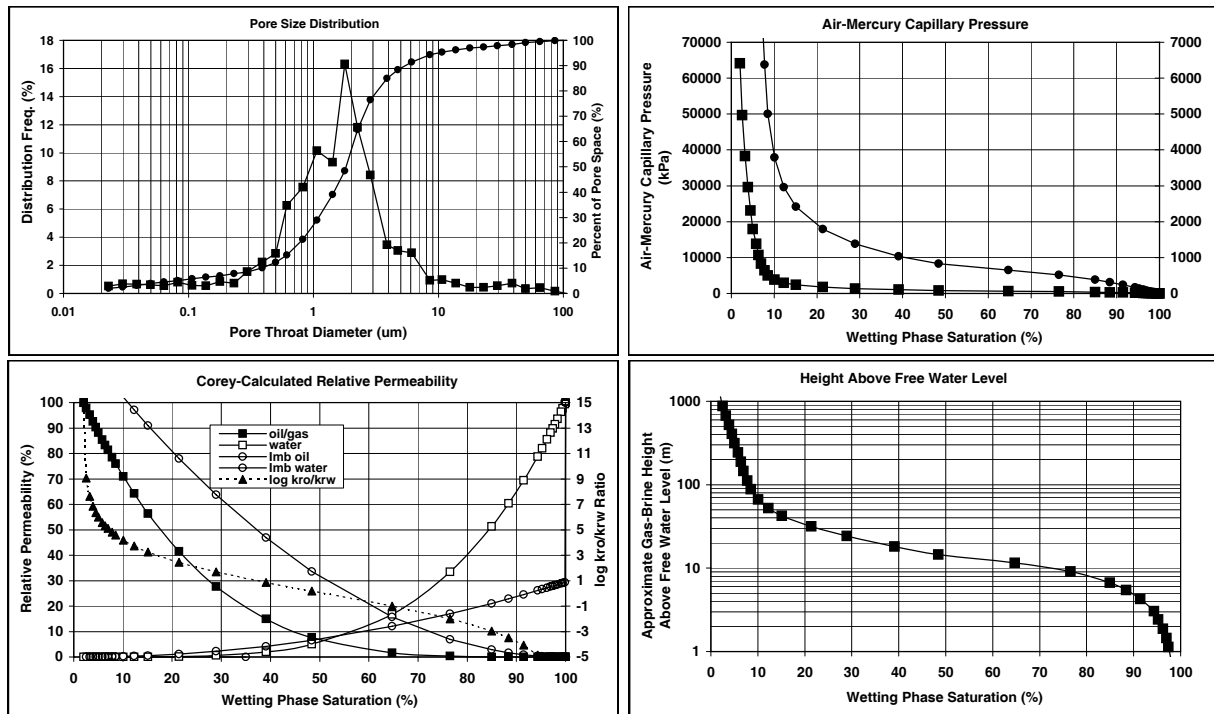 Pore Size Distribution
18
16
14
12
10
8
6
4
2
0
100
90
80
70
60
50
40
30
20
10
0
Distribution Freq. (%)
Percent of Pore Space (%)
0.01 0.1 1 10 100
Pore Throat Diameter (um)
Air-Mercury Capillary Pressure
70000
60000
50000
40000
30000
20000
10000
0
7000
6000
5000
4000
3000
2000
1000
0
Air-Mercury Capillary Pressure
(kPa)
0 10 20 30 40 50 60 70 80 90 100
Wetting Phase Saturation (%)
Corey-Calculated Relative Permeability
100
90
80
70
60
50
40
30
20
10
0
15
13
11
9
7
5
3
1
-1
-3
-5
oil/gas
water
Imb oil
Imb water
log kro/krw
Relative Permeability (%)
log kro/krw Ratio
0 10 20 30 40 50 60 70 80 90 100
Wetting Phase Saturation (%)
Height Above Free Water Level
1000
100
10
1
Approximate Gas-Brine Height
Above Free Water Level (m)
0 10 20 30 40 50 60 70 80 90 100
Wetting Phase Saturation (%)